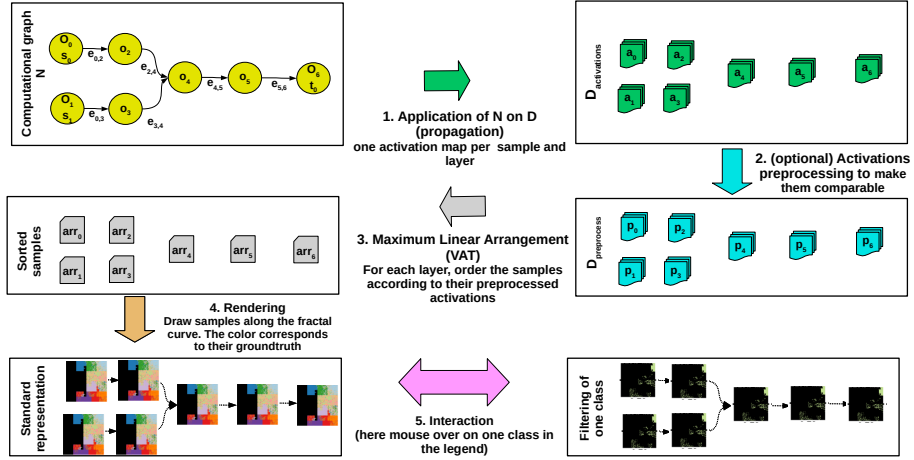 Computational graph
N
O0
s0
e0,2
o2
e2,4
o4
e4,5
o5
e5,6
O6
t0
O1
s1
e0,3
o3
e3,4
1. Application of N on D
(propagation)
one activation map per sample and
layer
Dactivations
a0
a2
a4
a5
a6
a1
a3
2. (optional) Activations
preprocessing to make
them comparable
Sorted
samples
arr0
arr2
arr4
arr5
arr6
arr1
arr3
3. Maximum Linear Arrangement
(VAT)
For each layer, order the samples
according to their preprocessed
activations
Dpreprocess
p0
p2
p4
p5
p6
p1
p3
4. Rendering
Draw samples along the fractal
curve. The color corresponds
to their groundtruth
Standard
representation
5. Interaction
(here mouse over on one class in
the legend)
Filtering of
one class